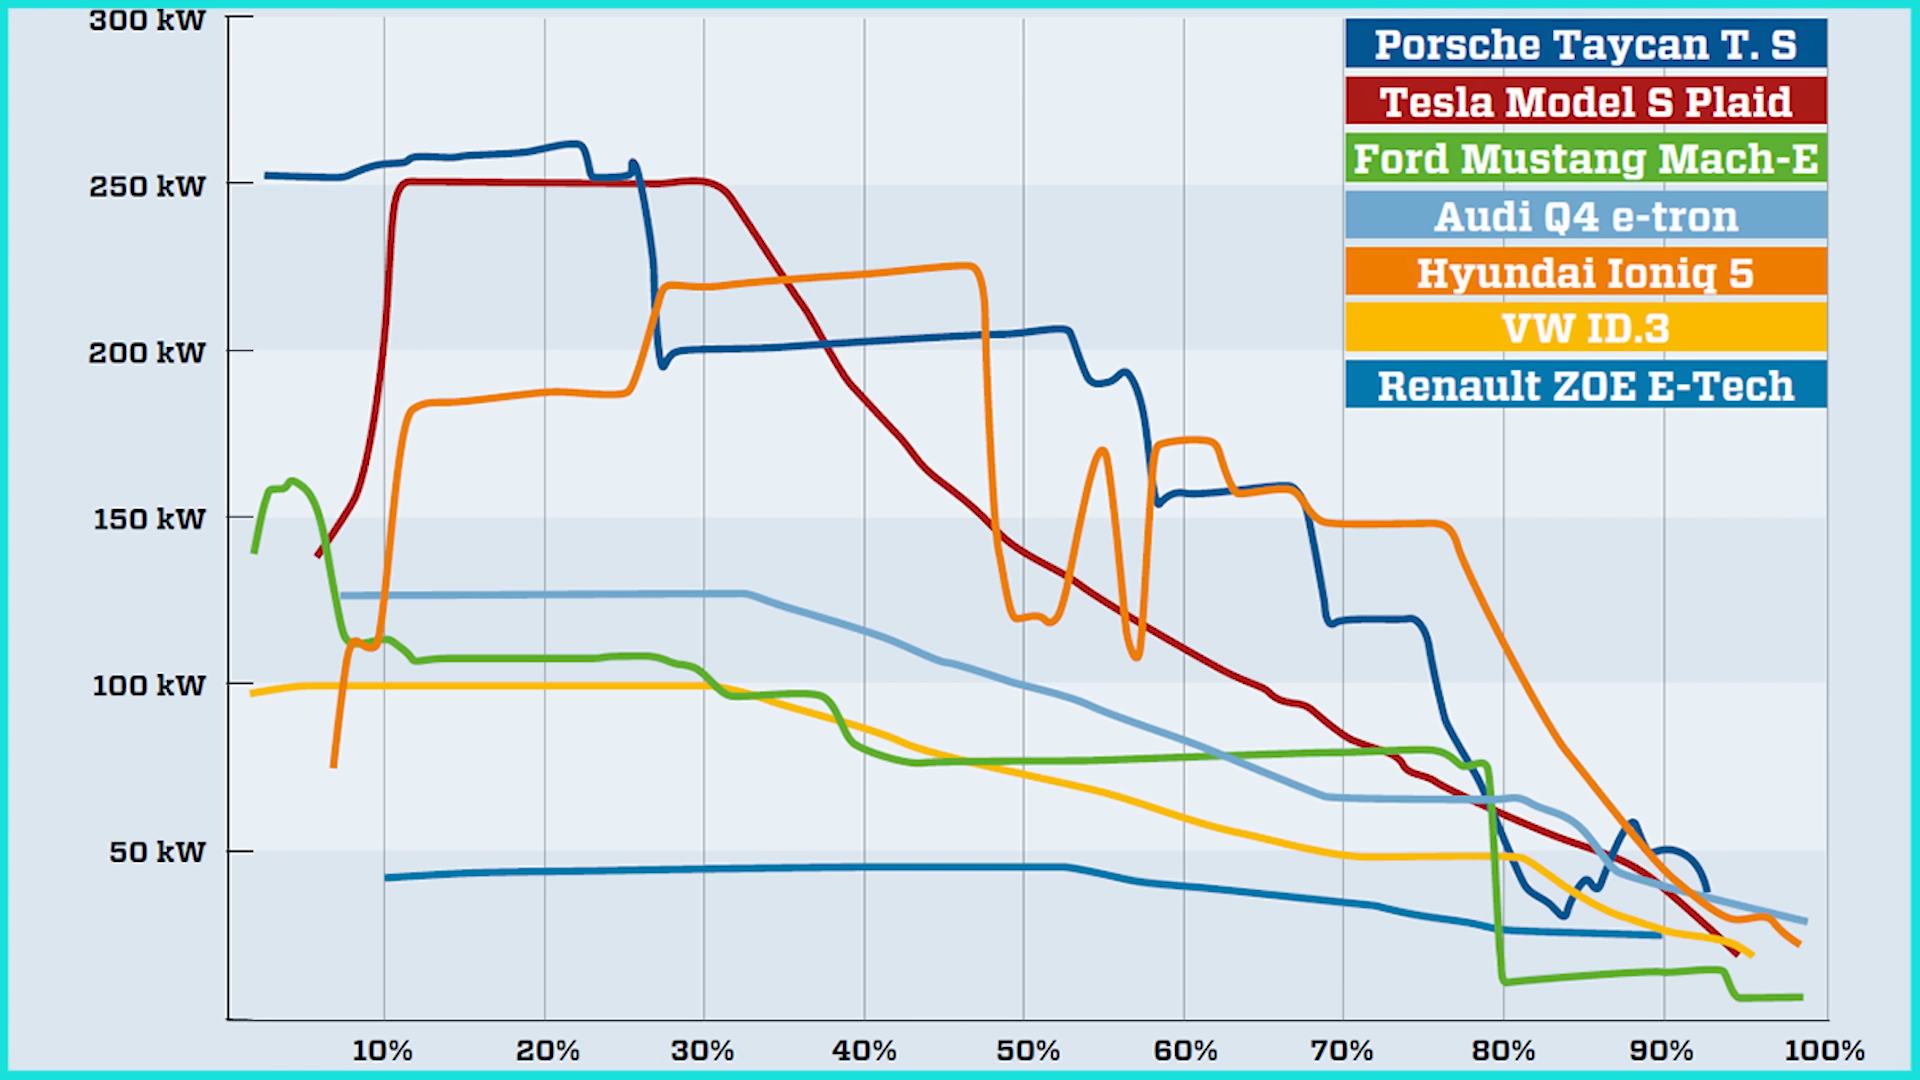 300 kW
250 kW
200 kW
150 kW
100 kW
50 kW
Porsche Taycan T. S
Tesla Model S Plaid
Ford Mustang Mach-E
Audi Q4 e-tron
Hyundai Ioniq 5
VW ID.3
Renault ZOE E-Tech
10% 20% 30% 40% 50% 60% 70% 80% 90% 100%